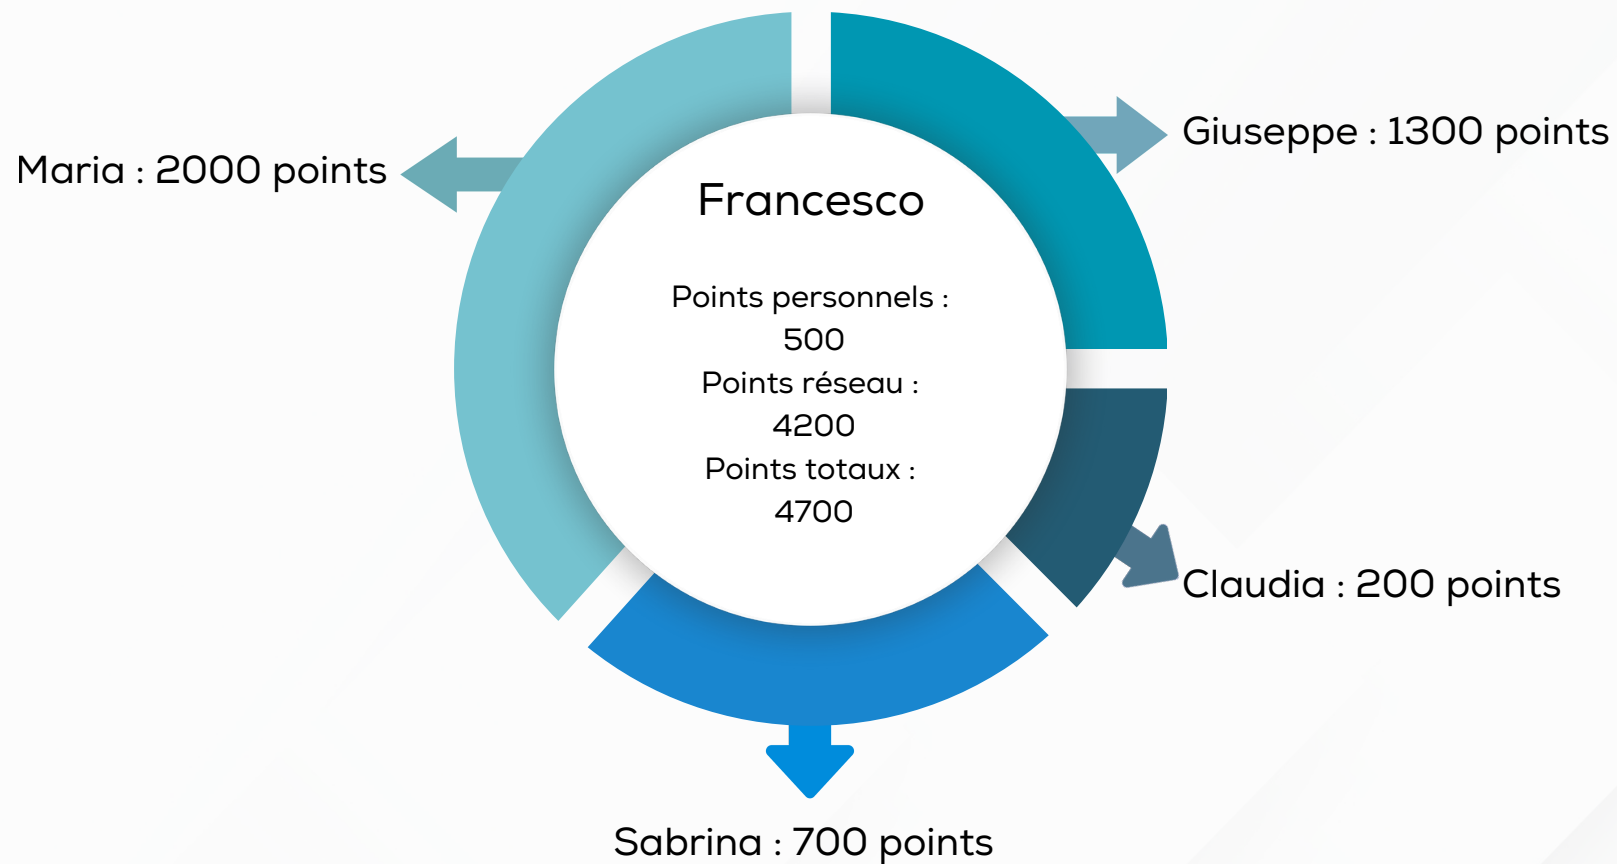 Giuseppe : 1300 points
Maria : 2000 points
Francesco
Points personnels :
500
Points réseau :
4200
Points totaux :
4700
Claudia : 200 points
Sabrina : 700 points